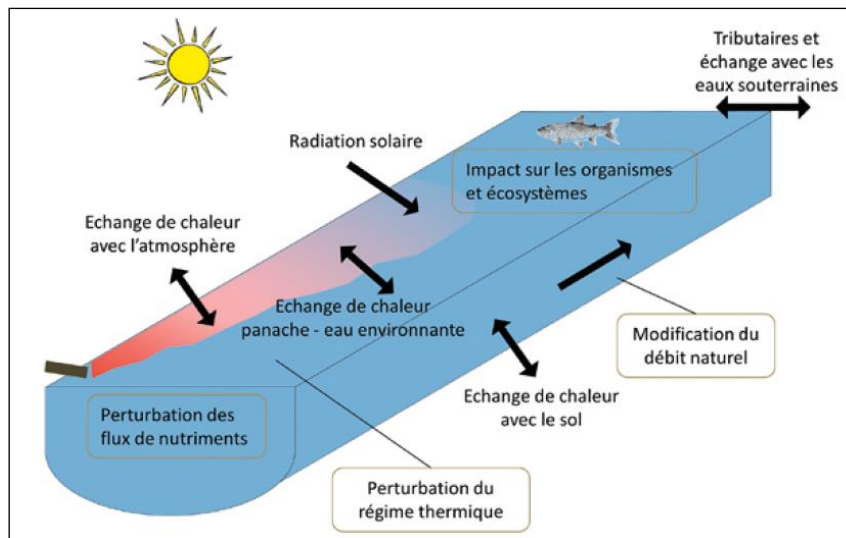 Tributaires et
échange avec les
eaux souterraines
Radiation solaire
Impact sur les organismes
et écosystèmes
Echange de chaleur
avec l'atmosphère
Echange de chaleur
panache - eau environnante
Modification du
débit naturel
Echange de chaleur
avec le sol
Perturbation des
flux de nutriments
Perturbation du
régime thermique